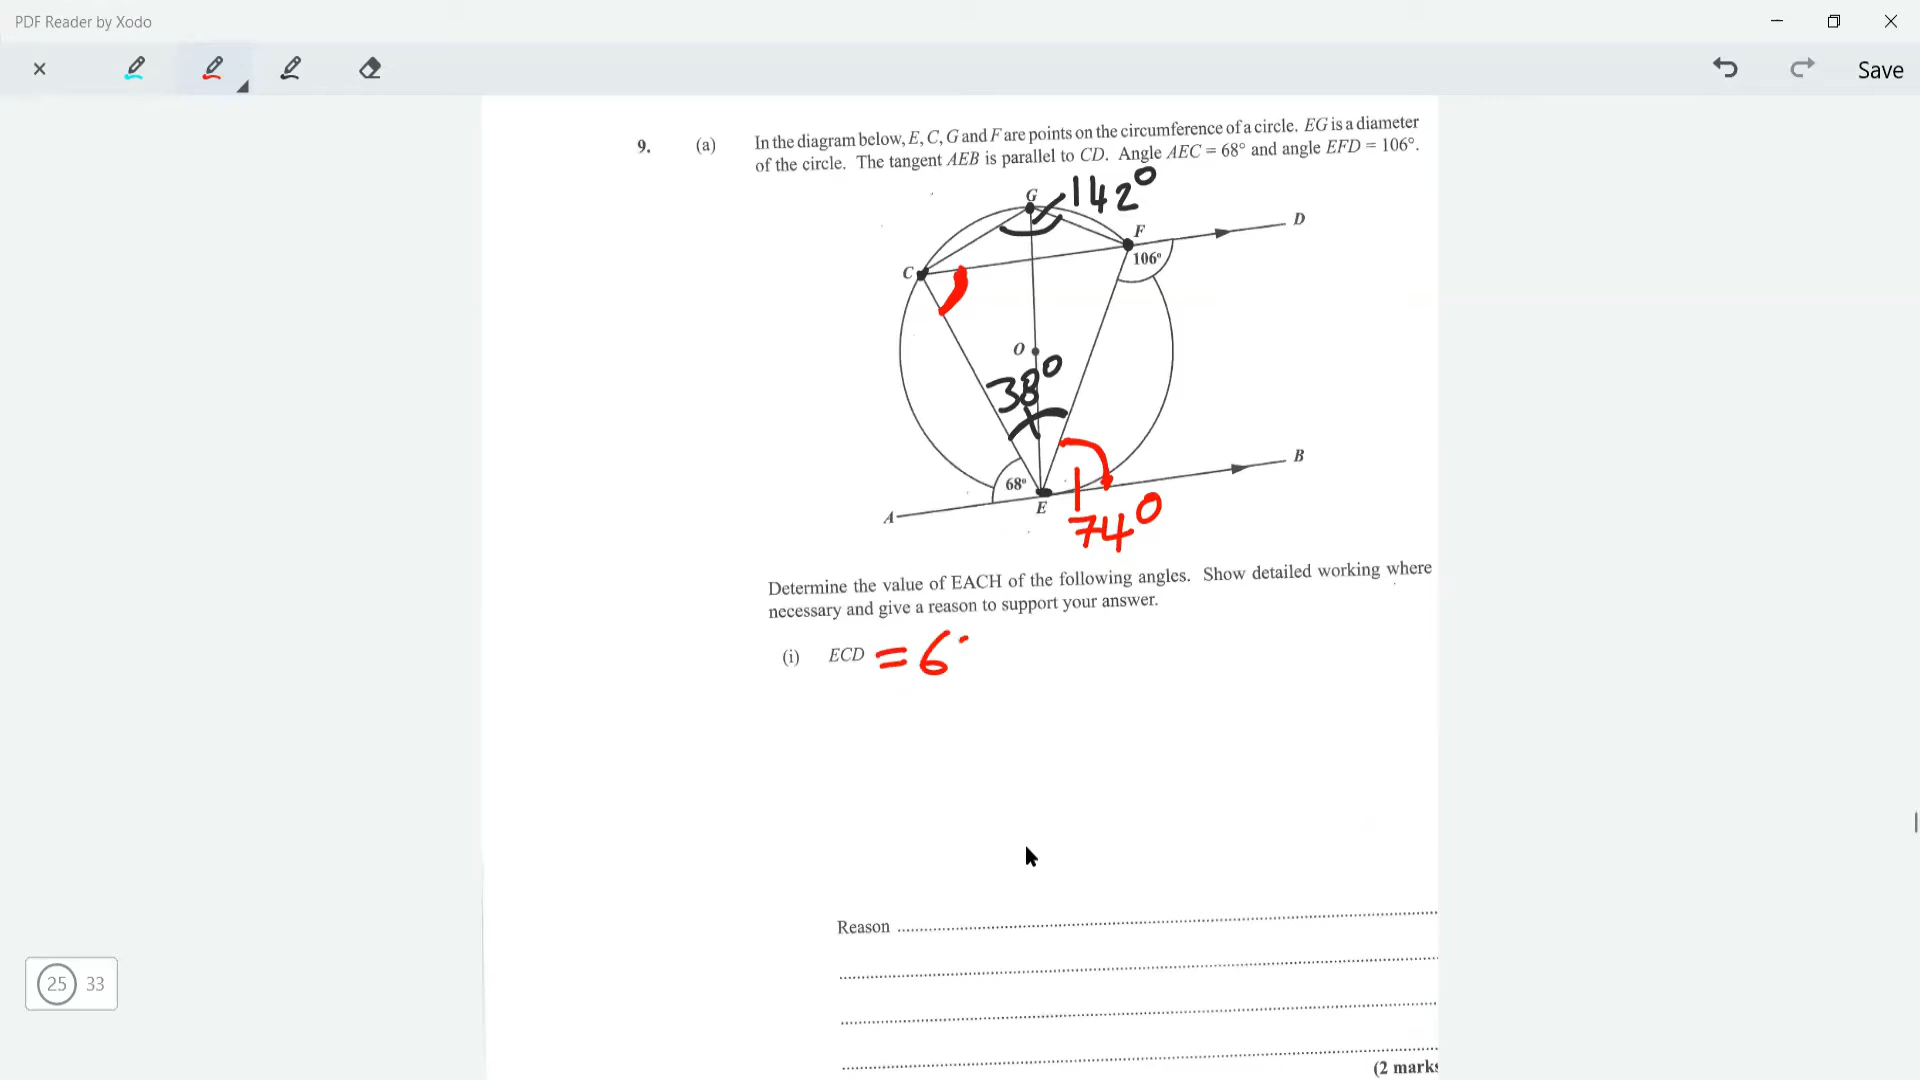 PDF Reader by Xodo
Save
9. (a) In the diagram below, E, C, G and F are points on the circumference of a circle. EG is a diameter
of the circle. The tangent AEB is parallel to CD. Angle AEC = 68° and angle EFD = 106°.
G 142°
D
F
106°
C
O
38°
B
68°
A
E
74°
Determine the value of EACH of the following angles. Show detailed working where
necessary and give a reason to support your answer.
(i) ECD = 6
Reason
25 33
(2 marks